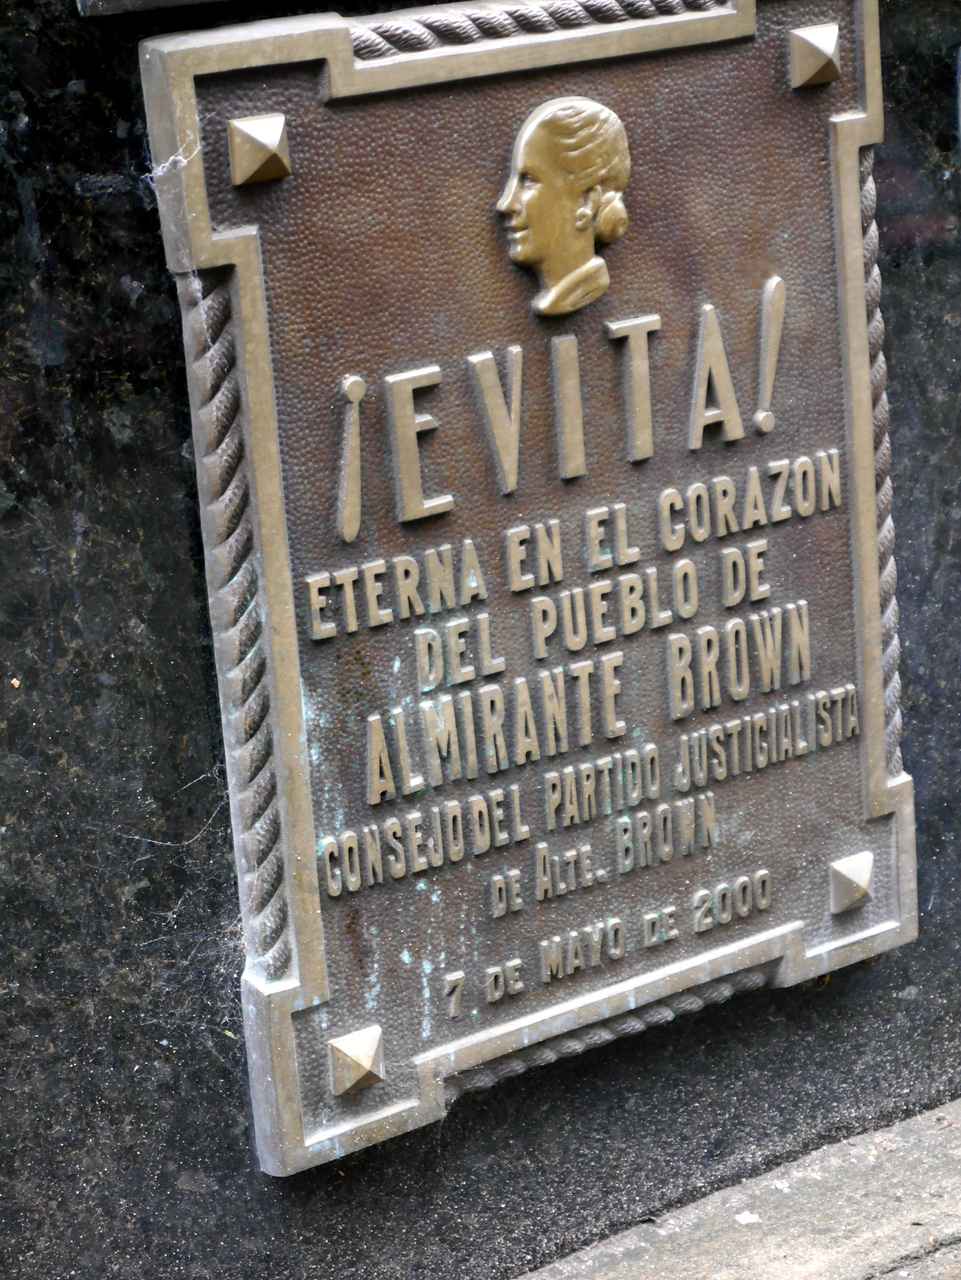 ¡EVITA!
ETERNA EN EL CORAZON
DEL PUEBLO DE
ALMIRANTE BROWN
CONSEJO DEL PARTIDO JUSTICIALISTA
DE ALTE. BROWN
7 DE MAYO DE 2000